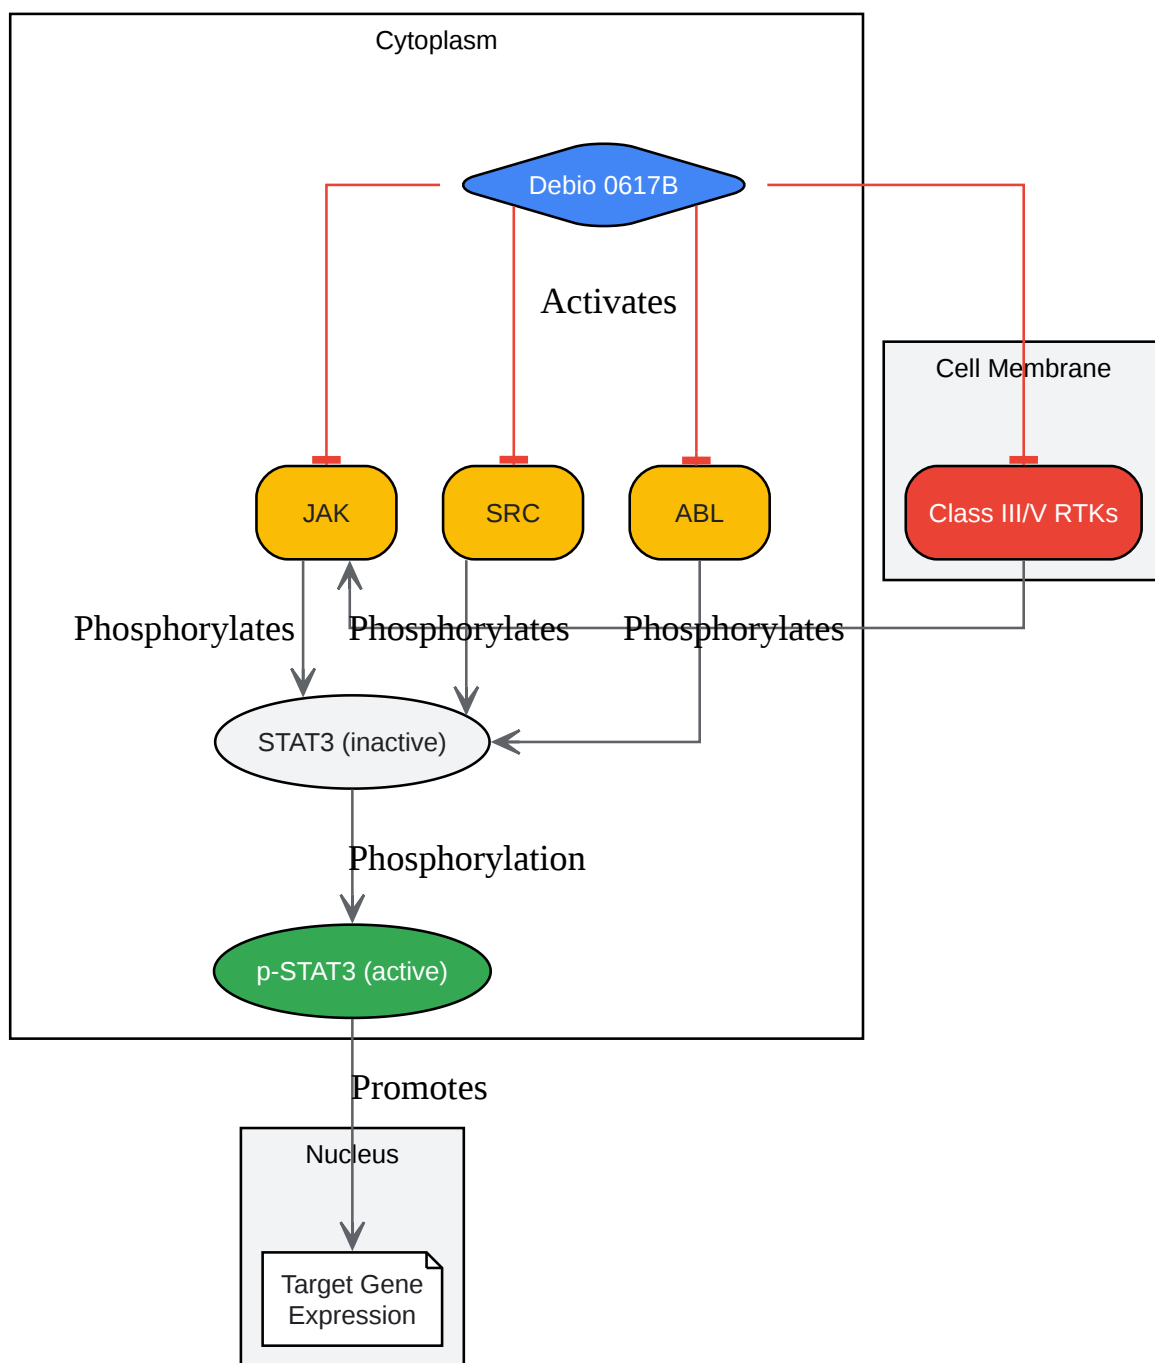 Cytoplasm
Debio 0617B
Activates
Cell Membrane
JAK
SRC
ABL
Class III/V RTKs
Phosphorylates
Phosphorylates
Phosphorylates
STAT3 (inactive)
Phosphorylation
p-STAT3 (active)
Promotes
Nucleus
Target Gene
Expression